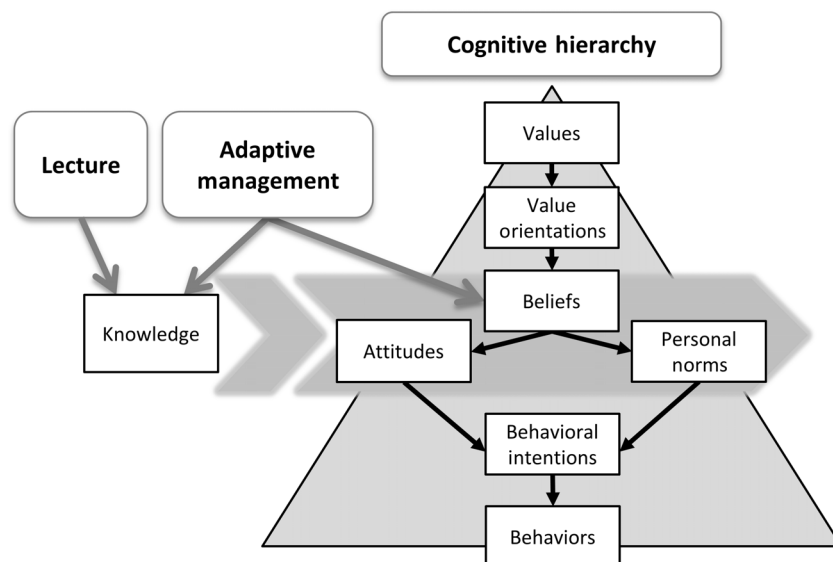 Cognitive hierarchy
Lecture
Adaptive
management
Values
Value
orientations
Beliefs
Knowledge
Attitudes
Personal
norms
Behavioral
intentions
Behaviors